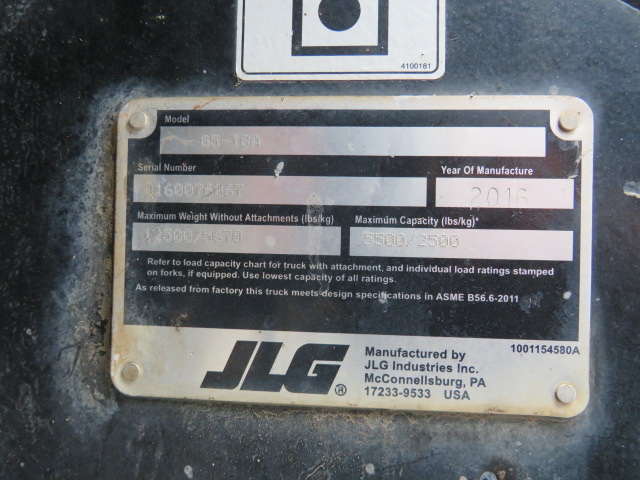 4100181
Model
Serial Number
Year Of Manufacture
2016
Maximum Weight Without Attachments (lbs/kg)
Maximum Capacity (lbs/kg)*
5500/2500
* Refer to load capacity chart for truck with attachment, and individual load ratings stamped
on forks, if equipped. Use lowest capacity of all ratings.
As released from factory this truck meets design specifications in ASME B56.6-2011
JLG®
Manufactured by
JLG Industries Inc.
McConnellsburg, PA
17233-9533 USA
1001154580A